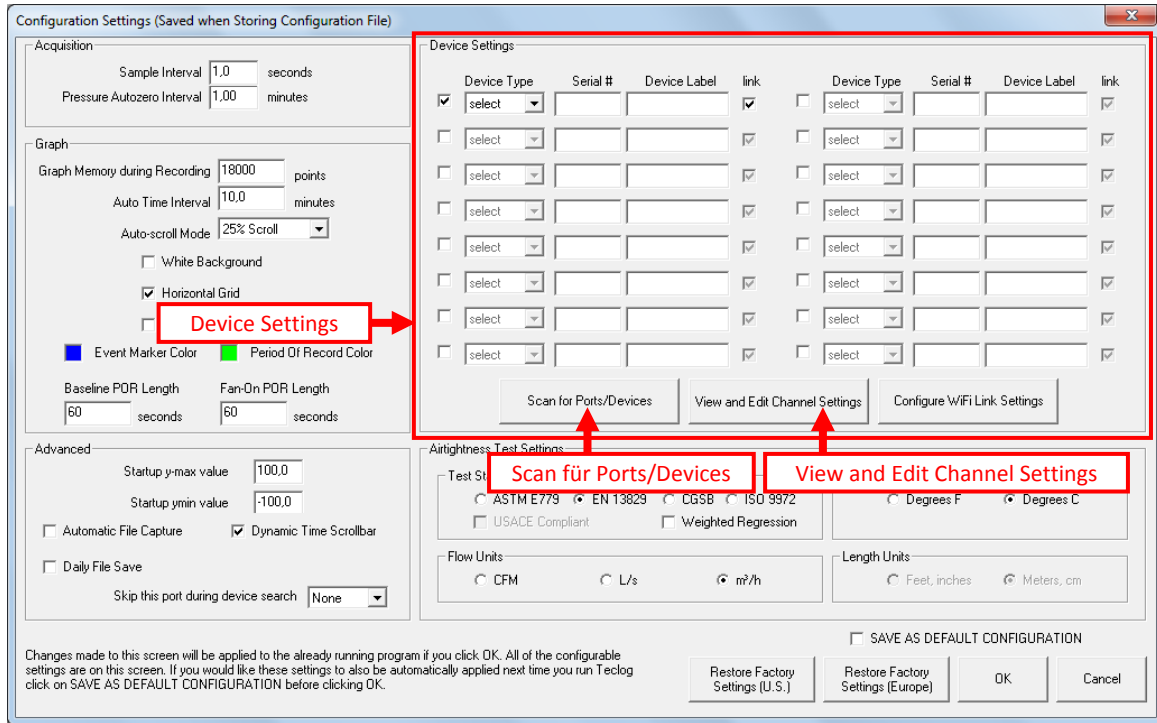 Configuration Settings (Saved when Storing Configuration File)
Acquisition
Sample Interval 1,0 seconds
Pressure Autozero Interval 1,00 minutes
Graph
Graph Memory during Recording 18000 points
Auto Time Interval 10,0 minutes
Auto-scroll Mode 25% Scroll
White Background
Horizontal Grid
Device Settings
Event Marker Color Period Of Record Color
Baseline POR Length Fan-On POR Length
60 seconds 60 seconds
Advanced
Startup y-max value 100,0
Startup ymin value -100,0
Automatic File Capture Dynamic Time Scrollbar
Daily File Save
Skip this port during device search None
Device Settings
Device Type Serial # Device Label link Device Type Serial # Device Label link
select select
select select
select select
select select
select select
select select
select select
select select
Scan for Ports/Devices View and Edit Channel Settings Configure WiFi Link Settings
Airtightness Test Settings
Scan für Ports/Devices View and Edit Channel Settings
Test St
ASTM E779 EN 13829 CGSB ISO 9972 Degrees F Degrees C
USACE Compliant Weighted Regression
Flow Units Length Units
CFM L/s m³/h Feet, inches Meters, cm
SAVE AS DEFAULT CONFIGURATION
Changes made to this screen will be applied to the already running program if you click OK. All of the configurable
settings are on this screen. If you would like these settings to also be automatically applied next time you run Teclog
click on SAVE AS DEFAULT CONFIGURATION before clicking OK.
Restore Factory Settings (U.S.)
Restore Factory Settings (Europe)
OK
Cancel